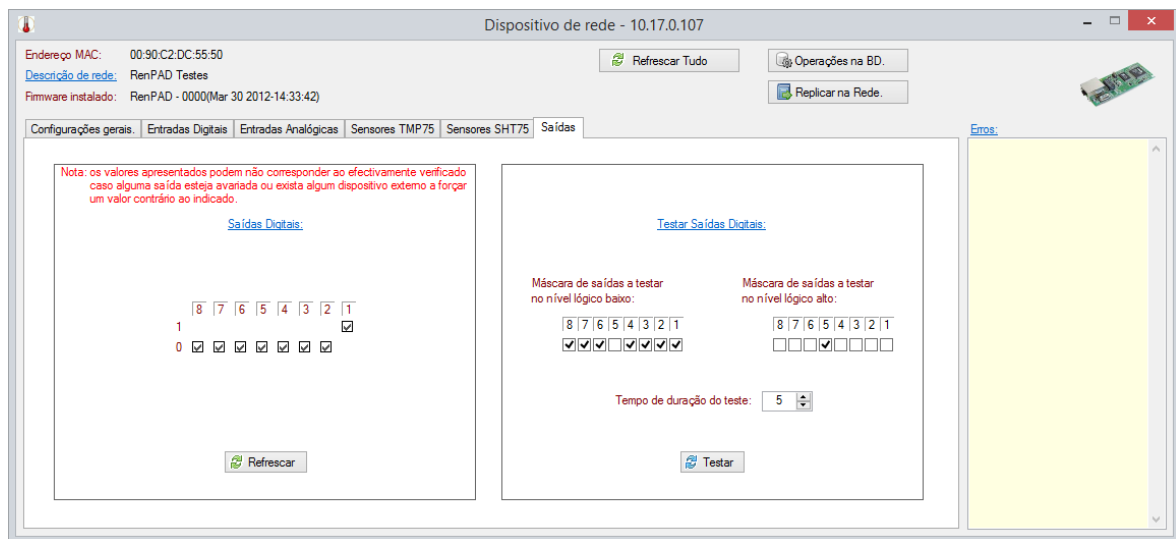 Dispositivo de rede - 10.17.0.107
Endereço MAC: 00:90:C2:DC:55:50
Descrição de rede: RenPAD Testes
Firmware instalado: RenPAD - 0000(Mar 30 2012-14:33:42)
Refrescar Tudo
Operações na BD.
Replicar na Rede.
Configurações gerais. Entradas Digitais Entradas Analógicas Sensores TMP75 Sensores SHT75 Saídas
Erros:
Nota: os valores apresentados podem não corresponder ao efectivamente verificado
caso alguma saída esteja avariada ou exista algum dispositivo externo a forçar
um valor contrário ao indicado.
Saídas Digitais:
8 7 6 5 4 3 2 1
1
0
Refrescar
Testar Saídas Digitais:
Máscara de saídas a testar
no nível lógico baixo:
8 7 6 5 4 3 2 1
Máscara de saídas a testar
no nível lógico alto:
8 7 6 5 4 3 2 1
Tempo de duração do teste: 5
Testar